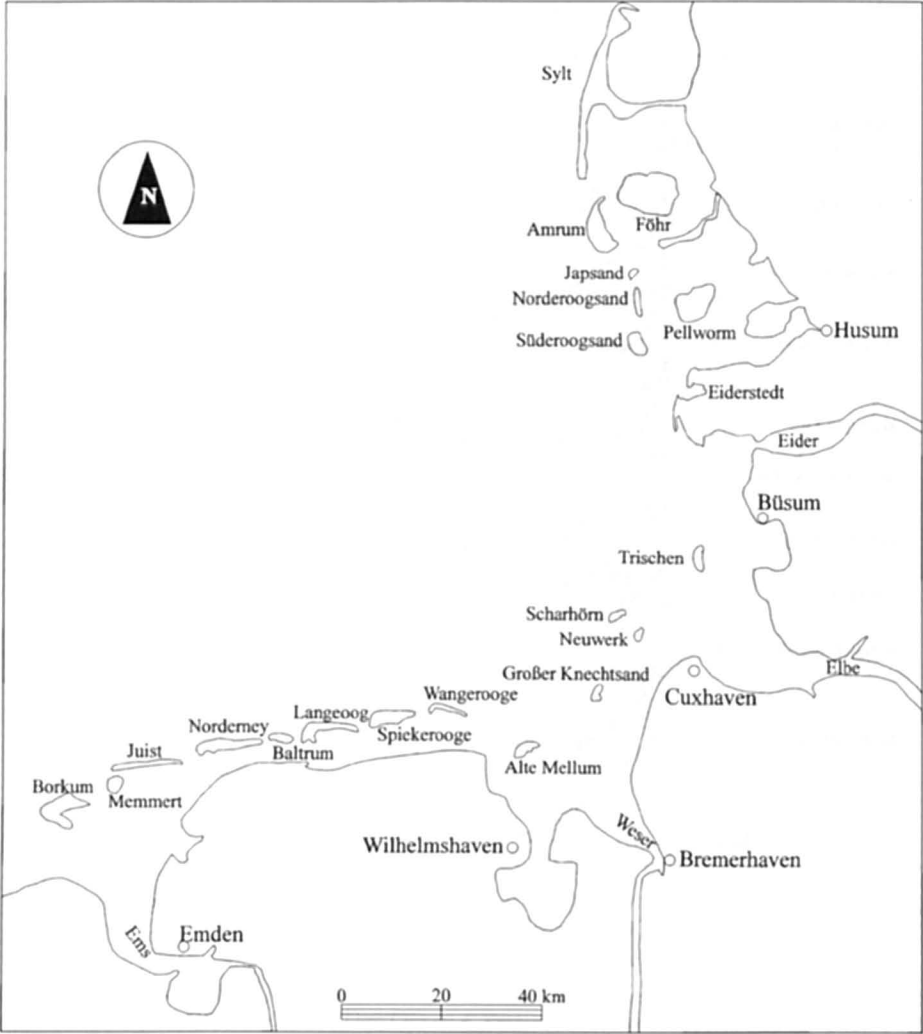 Sylt
N
Föhr
Amrum
Japsand
Norderoogsand
Süderoogsand
Pellworm
Husum
Eiderstedt
Eider
Büsum
Trischen
Scharhörn
Neuwerk
Elbe
Großer Knechtsand
Cuxhaven
Wangerooge
Langeoog
Norderney
Spiekerooge
Baltrum
Juist
Alte Mellum
Borkum
Memmert
Weser
Wilhelmshaven
Bremerhaven
Emden
Ems
0 20 40 km